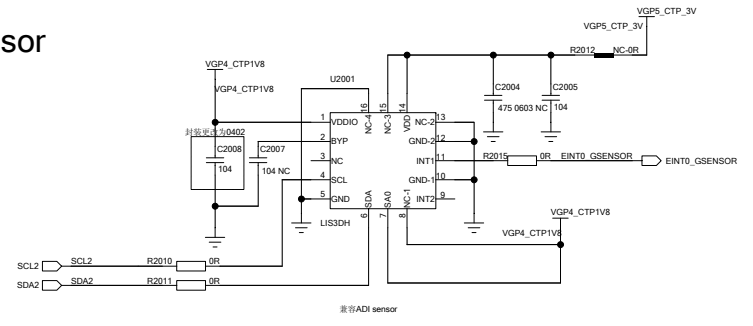 sor
VGP5_CTP_3V
VGP5_CTP_3V
R2012 NC-0R
VGP4_CTP1V8
VGP4_CTP1V8
U2001
C2004
475 0603 NC
C2005
104
16 15 14
NC-4 NC-3 VDD
封装更改为0402
C2008
104
C2007
104 NC
1 VDDIO
2 BYP
3 NC
4 SCL
5 GND
NC-2 13
GND-2 12
INT1 11
GND-1 10
INT2 9
R2015 0R EINT0_GSENSOR
EINT0_GSENSOR
SDA SA0 NC-1
6 7 8
LIS3DH
VGP4_CTP1V8
VGP4_CTP1V8
SCL2 SCL2 R2010 0R
SDA2 SDA2 R2011 0R
兼容ADI sensor